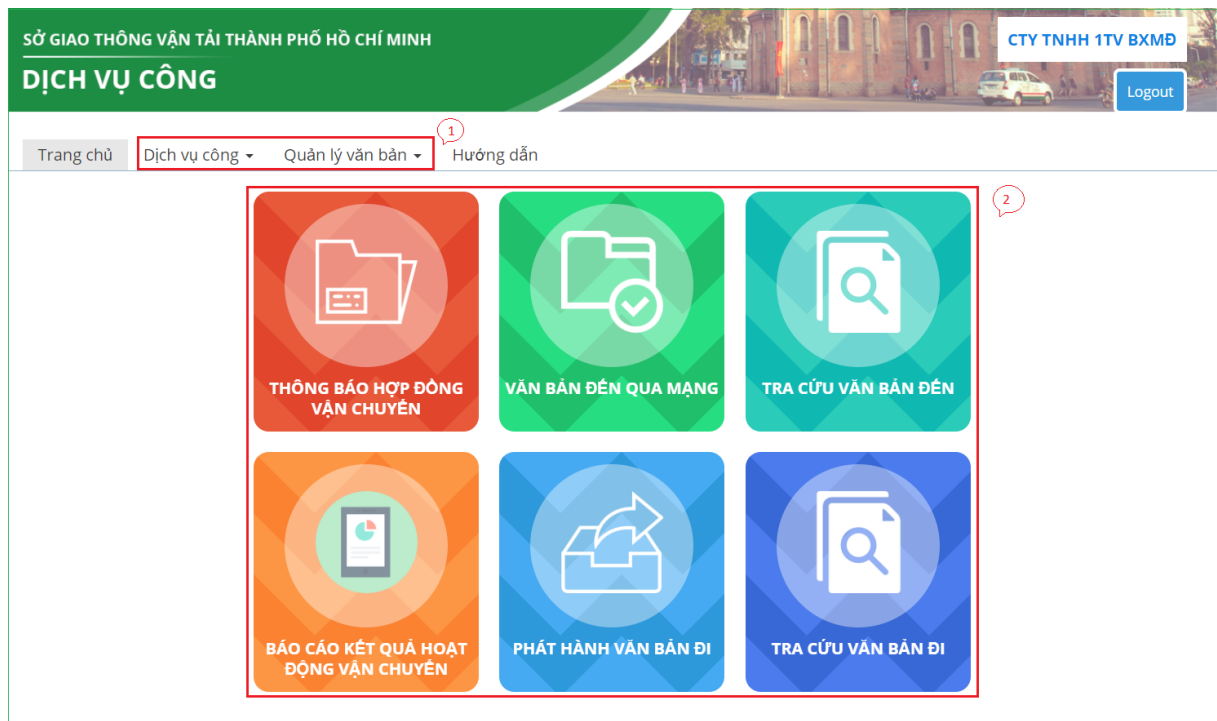 SỞ GIAO THÔNG VẬN TẢI THÀNH PHỐ HỒ CHÍ MINH
DỊCH VỤ CÔNG
CTY TNHH 1TV BXMĐ
Logout
1
Trang chủ
Dịch vụ công
Quản lý văn bản
Hướng dẫn
2
THÔNG BÁO HỢP ĐỒNG
VẬN CHUYỂN
VĂN BẢN ĐẾN QUA MẠNG
TRA CỨU VĂN BẢN ĐẾN
BÁO CÁO KẾT QUẢ HOẠT
ĐỘNG VẬN CHUYỂN
PHÁT HÀNH VĂN BẢN ĐI
TRA CỨU VĂN BẢN ĐI